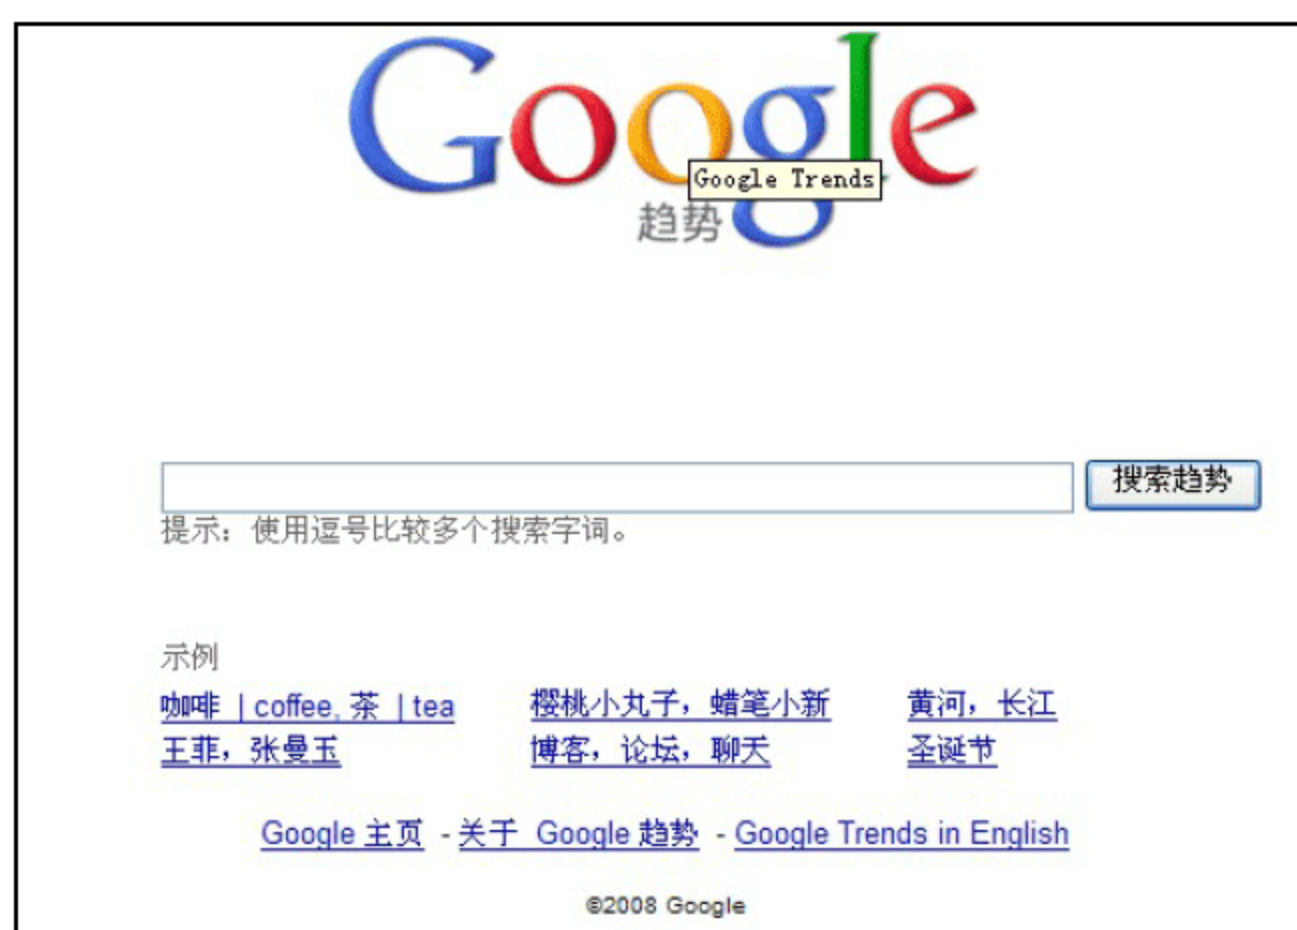 Google
Google Trends
趋势
搜索趋势
提示：使用逗号比较多个搜索字词。
示例
咖啡 | coffee, 茶 | tea 樱桃小丸子，蜡笔小新 黄河，长江
王菲，张曼玉 博客，论坛，聊天 圣诞节
Google 主页 - 关于 Google 趋势 - Google Trends in English
©2008 Google